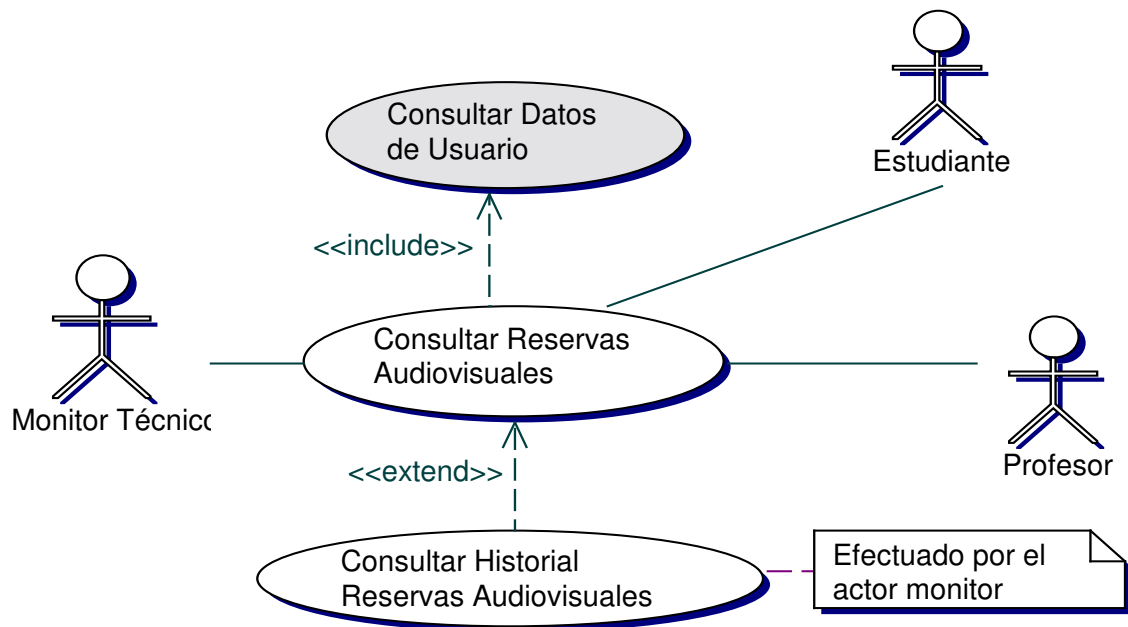 Consultar Datos
de Usuario
Estudiante
<<include>>
Consultar Reservas
Audiovisuales
Monitor Técnico
Profesor
<<extend>>
Consultar Historial
Reservas Audiovisuales
Efectuado por el
actor monitor